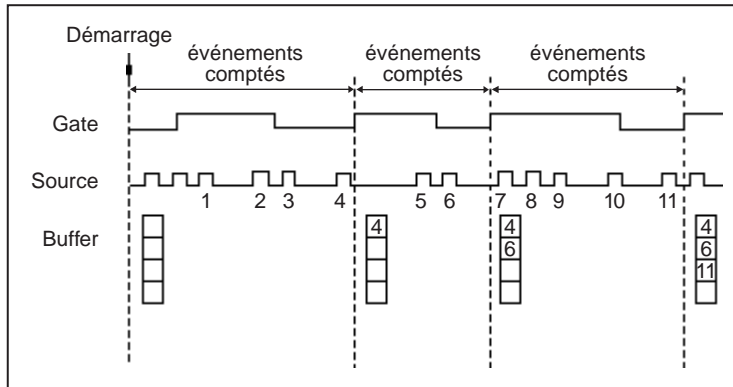 Démarrage
événements comptés
événements comptés
événements comptés
Gate
Source
1 2 3 4 5 6 7 8 9 10 11
Buffer
4 4 4
6 6
11